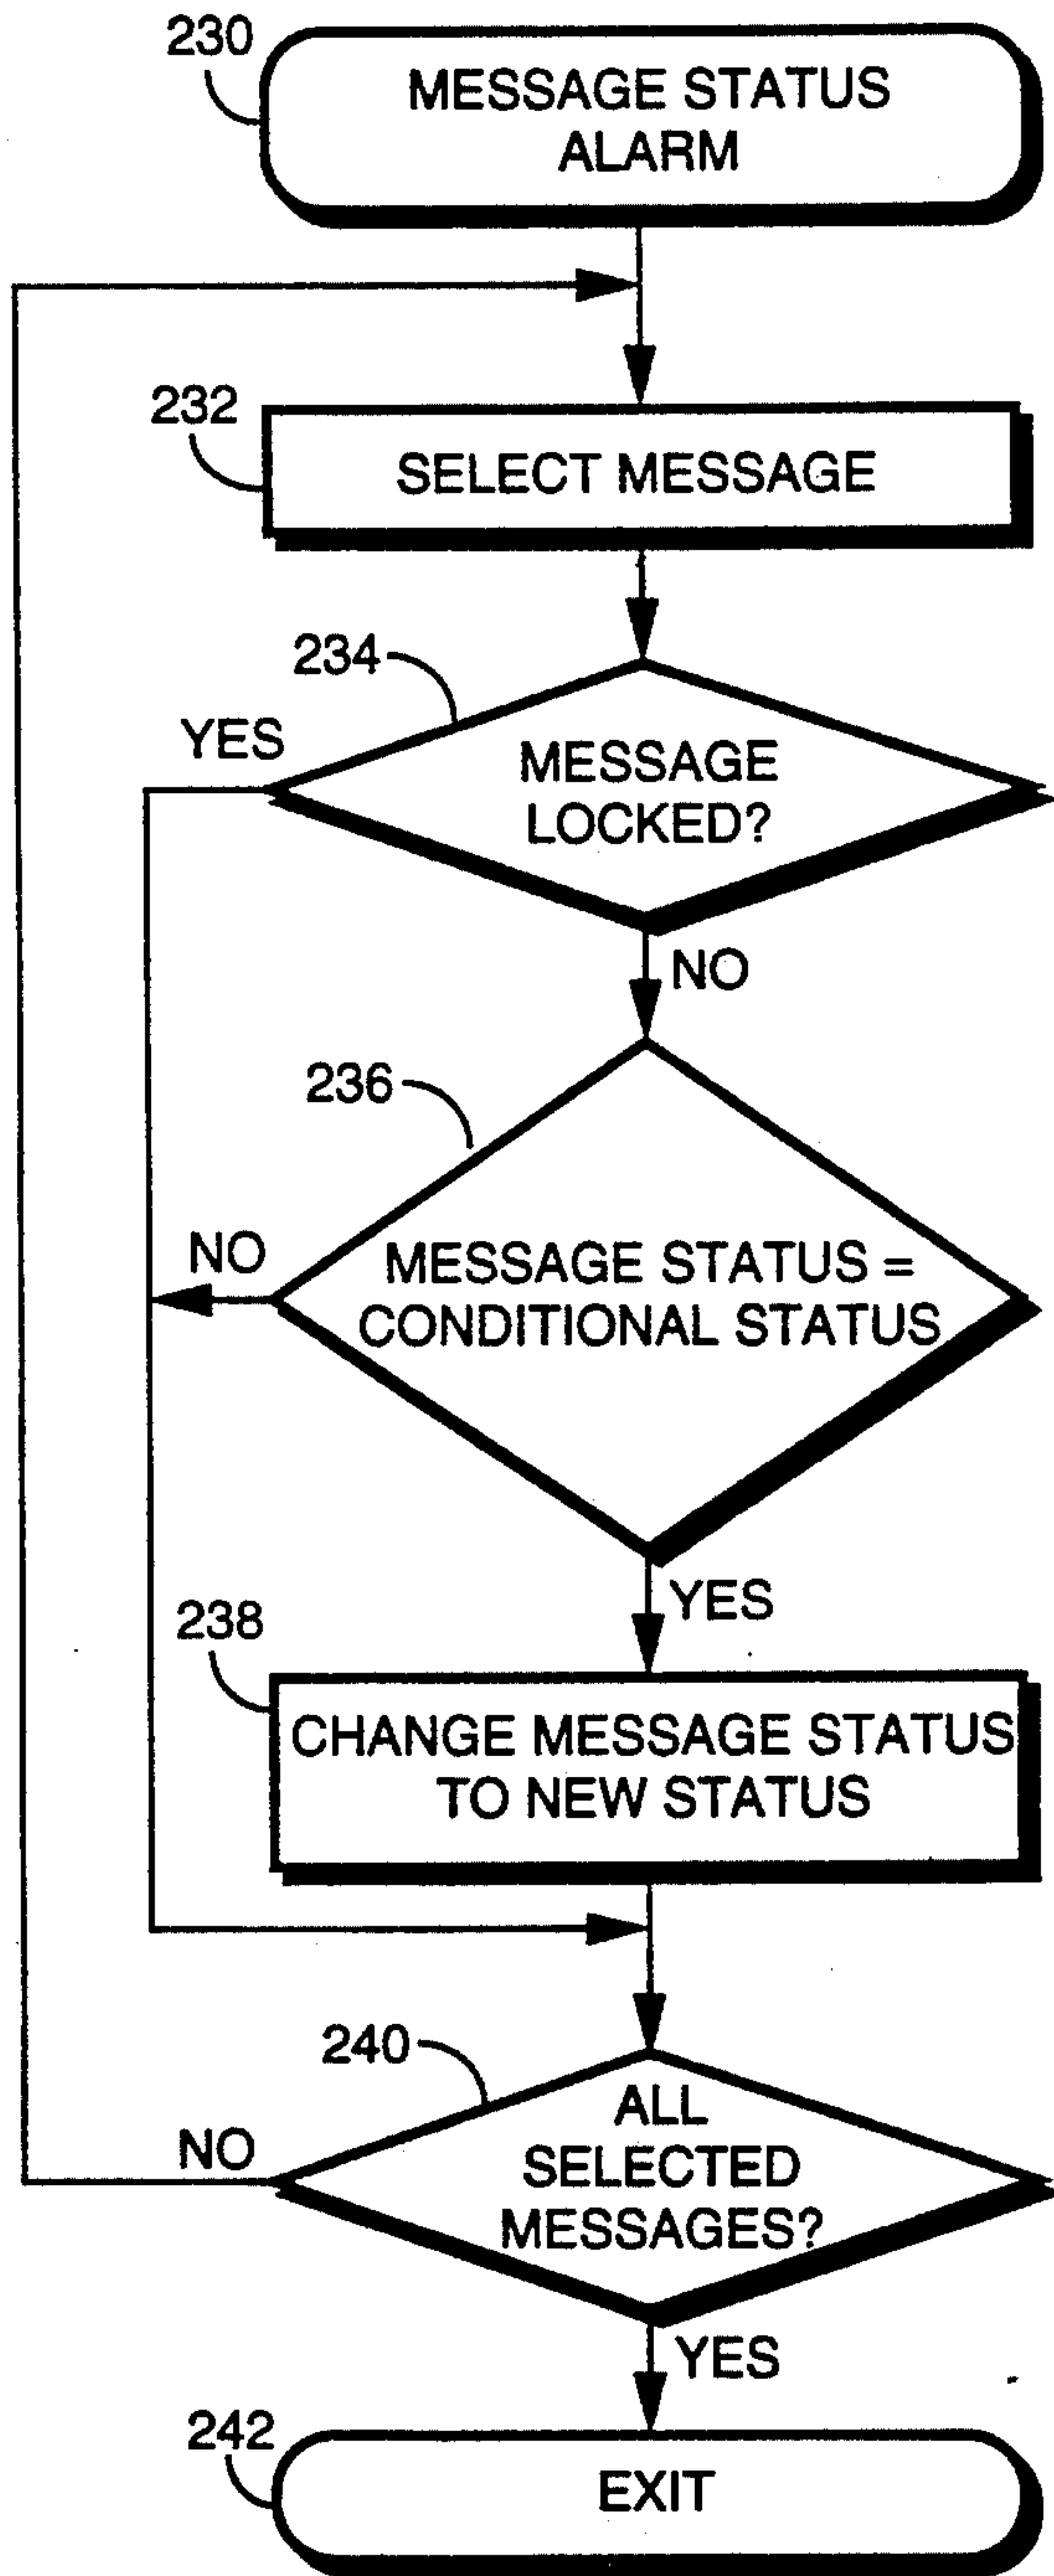 230
MESSAGE STATUS
ALARM
232
SELECT MESSAGE
234
YES
MESSAGE
LOCKED?
NO
236
NO
MESSAGE STATUS =
CONDITIONAL STATUS
YES
238
CHANGE MESSAGE STATUS
TO NEW STATUS
240
NO
ALL
SELECTED
MESSAGES?
YES
242
EXIT